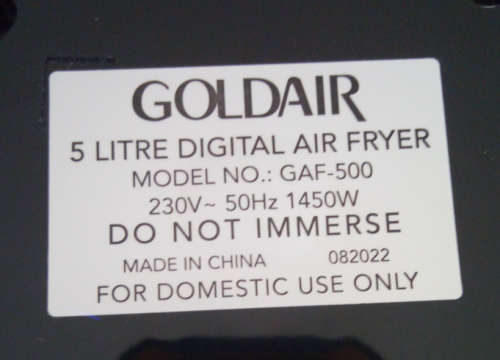 GOLDAIR
5 LITRE DIGITAL AIR FRYER
MODEL NO.: GAF-500
230V~ 50Hz 1450W
DO NOT IMMERSE
MADE IN CHINA 082022
FOR DOMESTIC USE ONLY